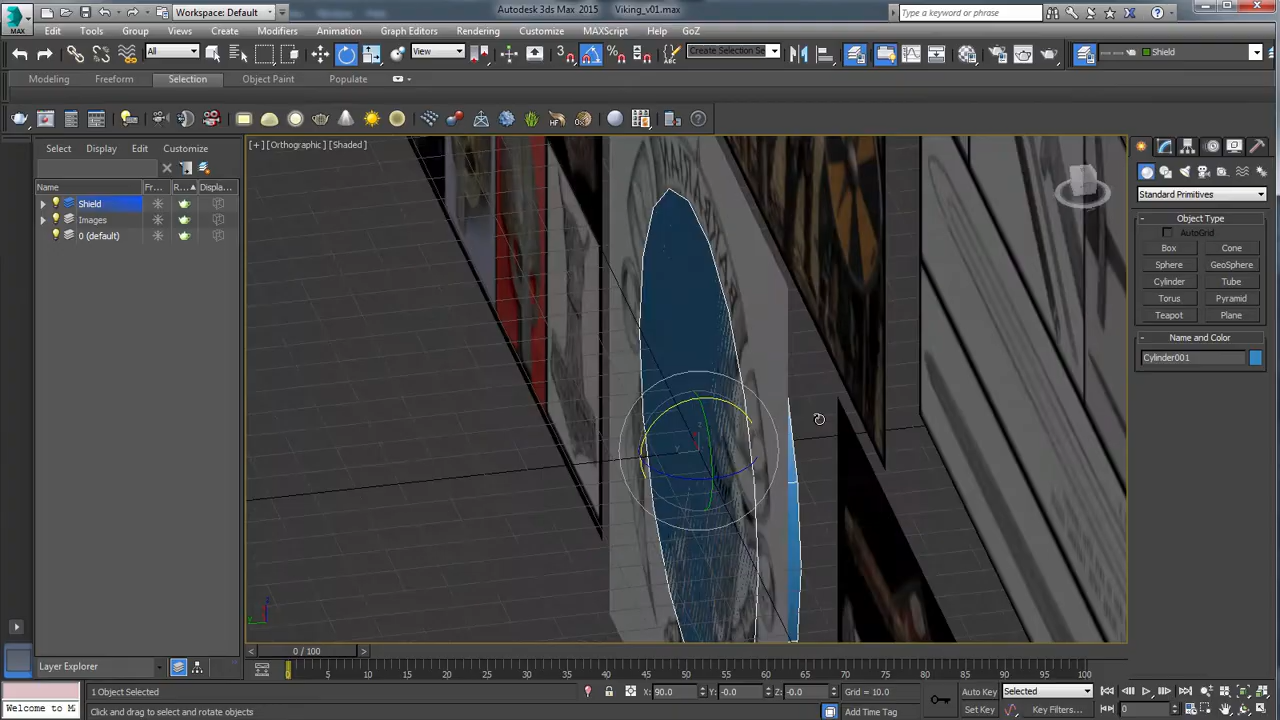 Workspace: Default
Autodesk 3ds Max 2015
Viking_v01.max
Type a keyword or phrase
Edit
Tools
Group
Views
Create
Modifiers
Animation
Graph Editors
Rendering
Customize
MAXScript
Help
GoZ
All
View
Create Selection Se
Shield
Modeling
Freeform
Selection
Object Paint
Populate
Select
Display
Edit
Customize
Name
Fr...
R...
Displa...
Shield
Images
0 (default)
[+] [Orthographic] [Shaded]
Standard Primitives
Object Type
AutoGrid
Box
Cone
Sphere
GeoSphere
Cylinder
Tube
Torus
Pyramid
Teapot
Plane
Name and Color
Cylinder001
Layer Explorer
0 / 100
0 5 10 15 20 25 30 35 40 45 50 55 60 65 70 75 80 85 90 95 100
Welcome to M
1 Object Selected
X: 90.0
Y: -0.0
Z: -0.0
Grid = 10.0
Auto Key
Selected
Click and drag to select and rotate objects
Add Time Tag
Set Key
Key Filters...
0